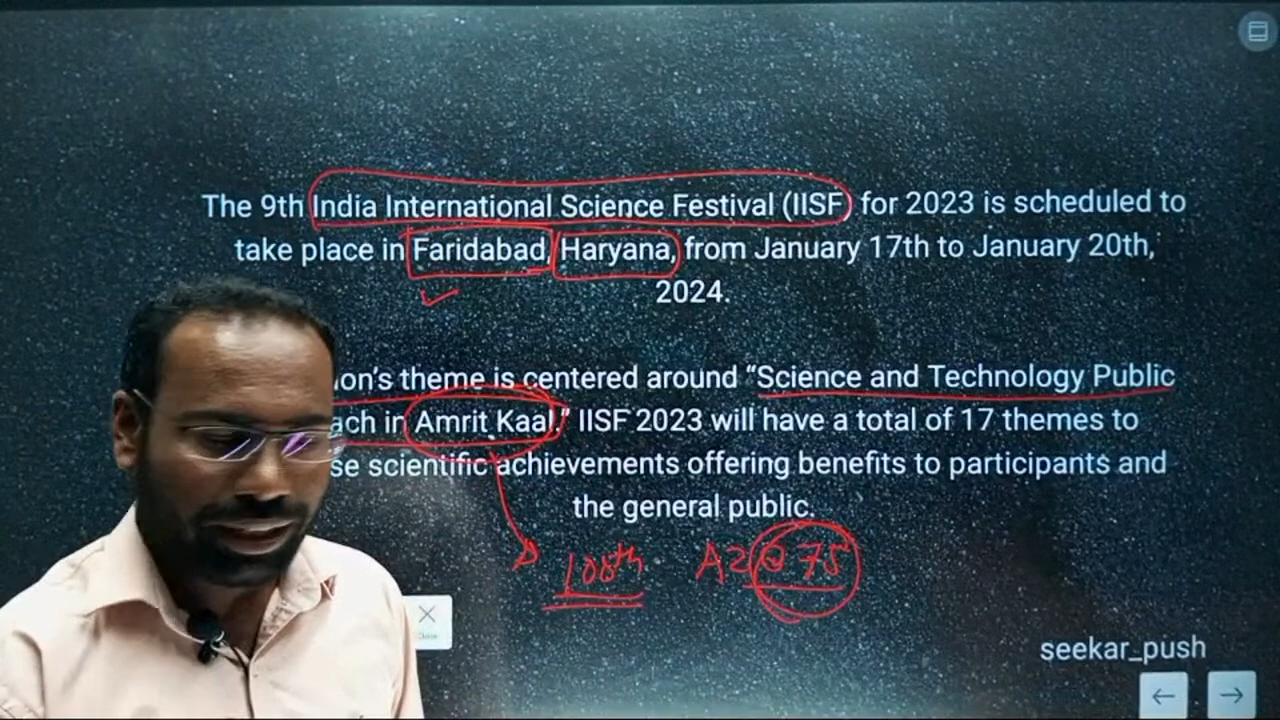 The 9th India International Science Festival (IISF) for 2023 is scheduled to
take place in Faridabad, Haryana, from January 17th to January 20th,
2024.
theme is centered around “Science and Technology Public
in Amrit Kaal.” IISF 2023 will have a total of 17 themes to
scientific achievements offering benefits to participants and
the general public.
100th A2@75
Close
seekar_push